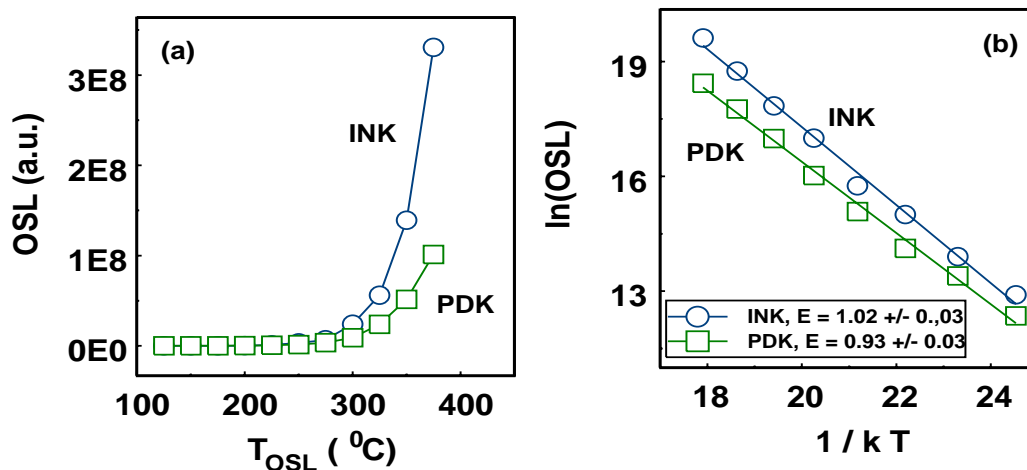 (a)
OSL (a.u.)
3E8
2E8
1E8
0E0
INK
PDK
100 200 300 400
T_OSL ( ⁰C)
(b)
ln(OSL)
19
16
13
INK
PDK
INK, E = 1.02 +/- 0.,03
PDK, E = 0.93 +/- 0.03
18 20 22 24
1 / k T